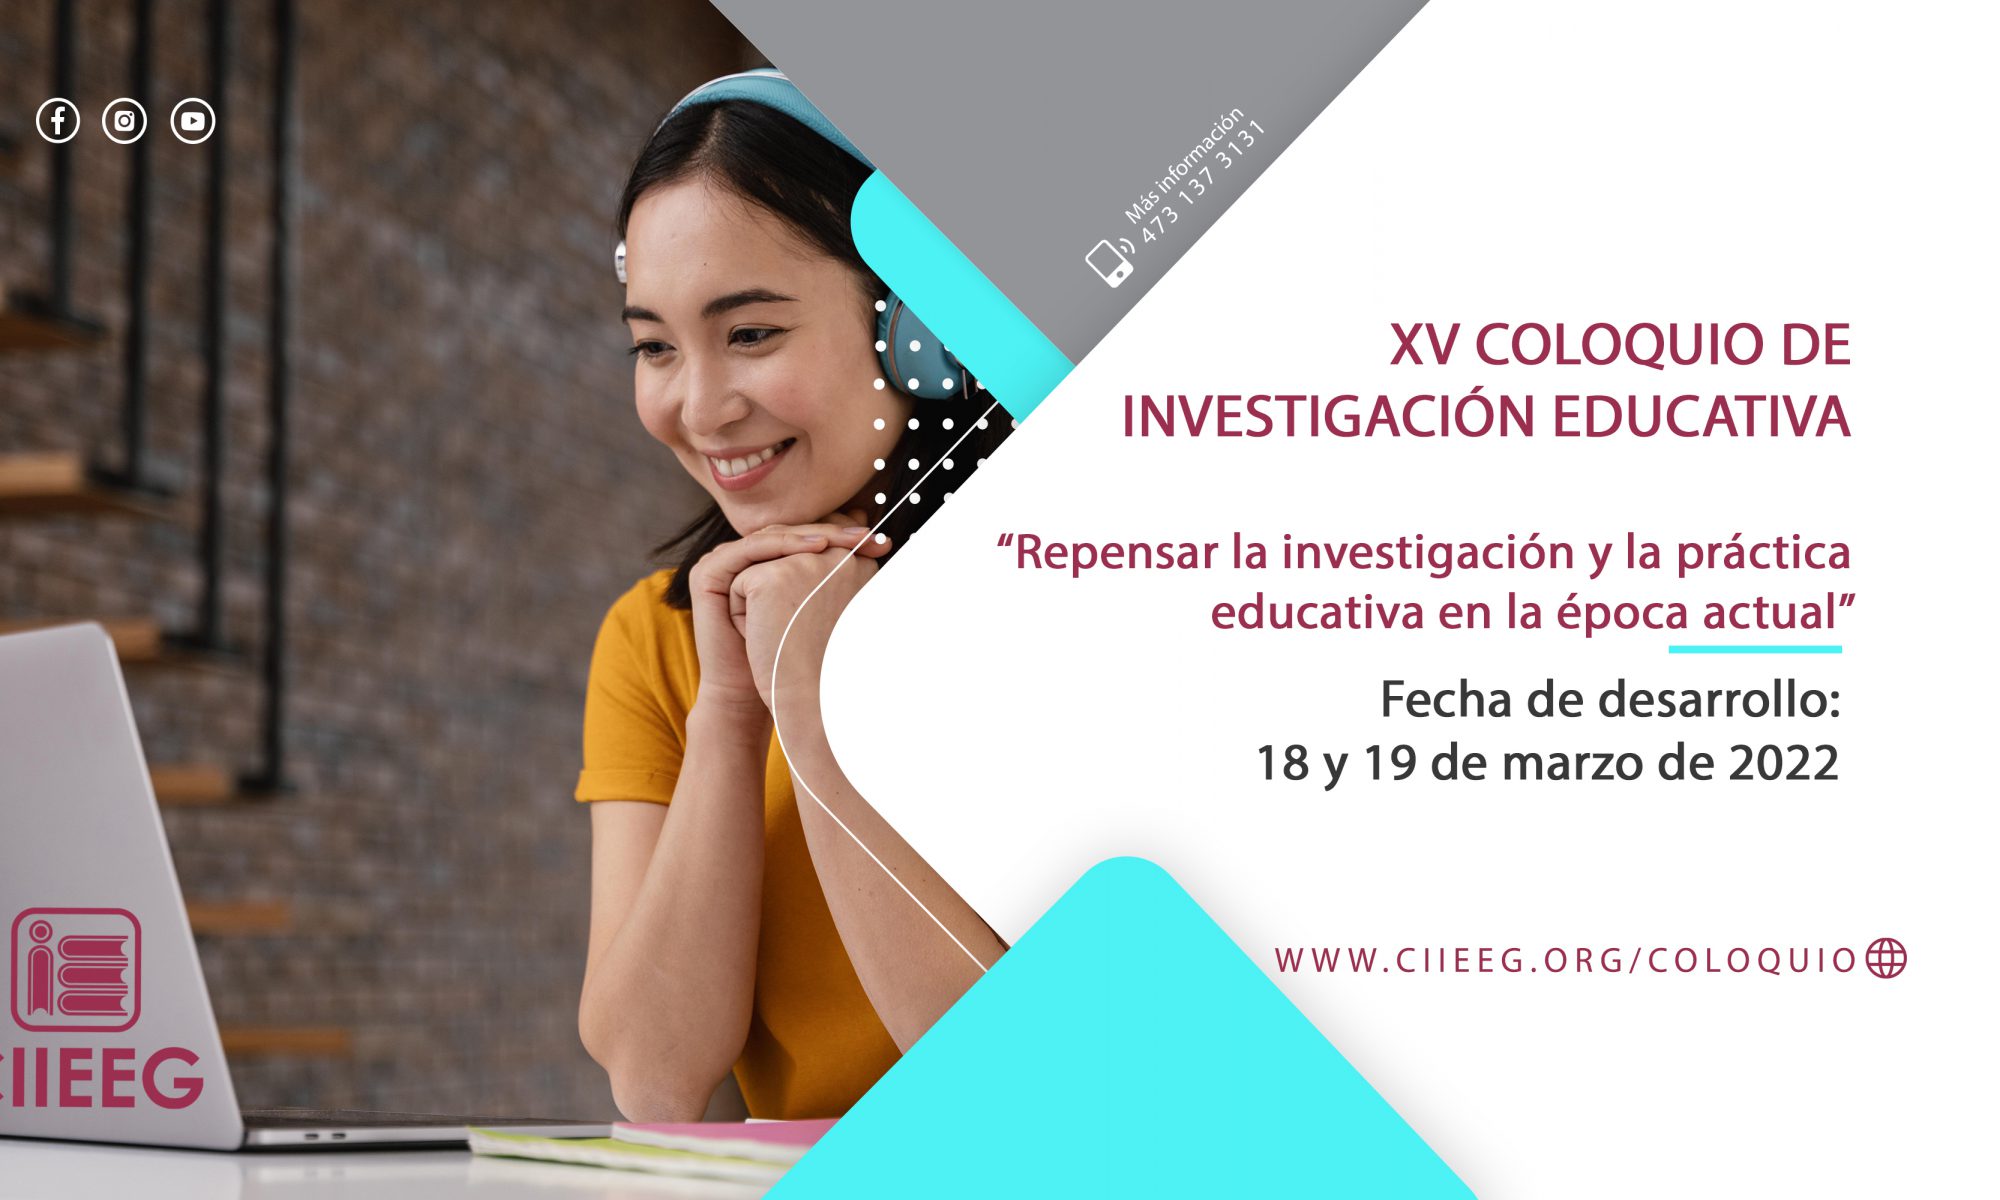 Más información
473 137 3131
XV COLOQUIO DE
INVESTIGACIÓN EDUCATIVA
“Repensar la investigación y la práctica
educativa en la época actual”
Fecha de desarrollo:
18 y 19 de marzo de 2022
WWW.CIIEEG.ORG/COLOQUIO
CIIEEG